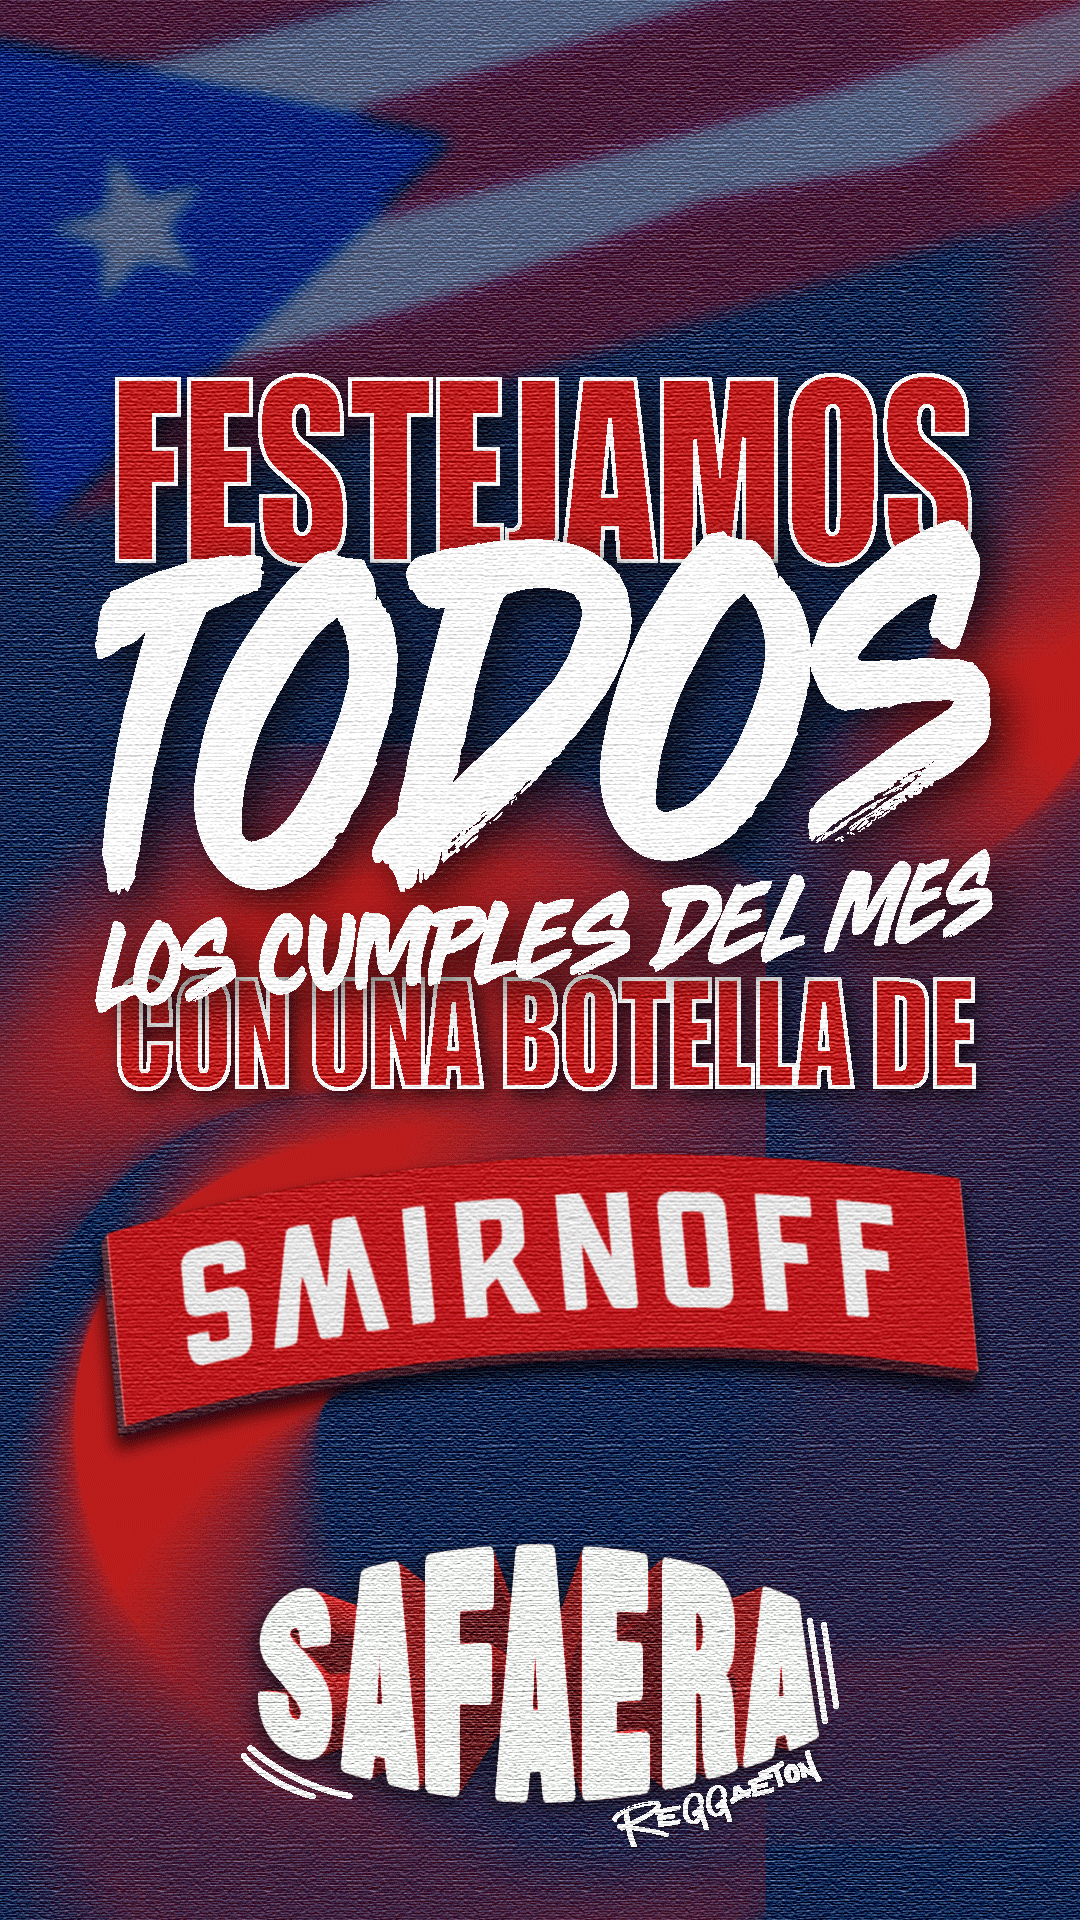 FESTEJAMOS
TODOS
LOS CUMPLES DEL MES
CON UNA BOTELLA DE
SMIRNOFF
SAFAERA
REGGAETON